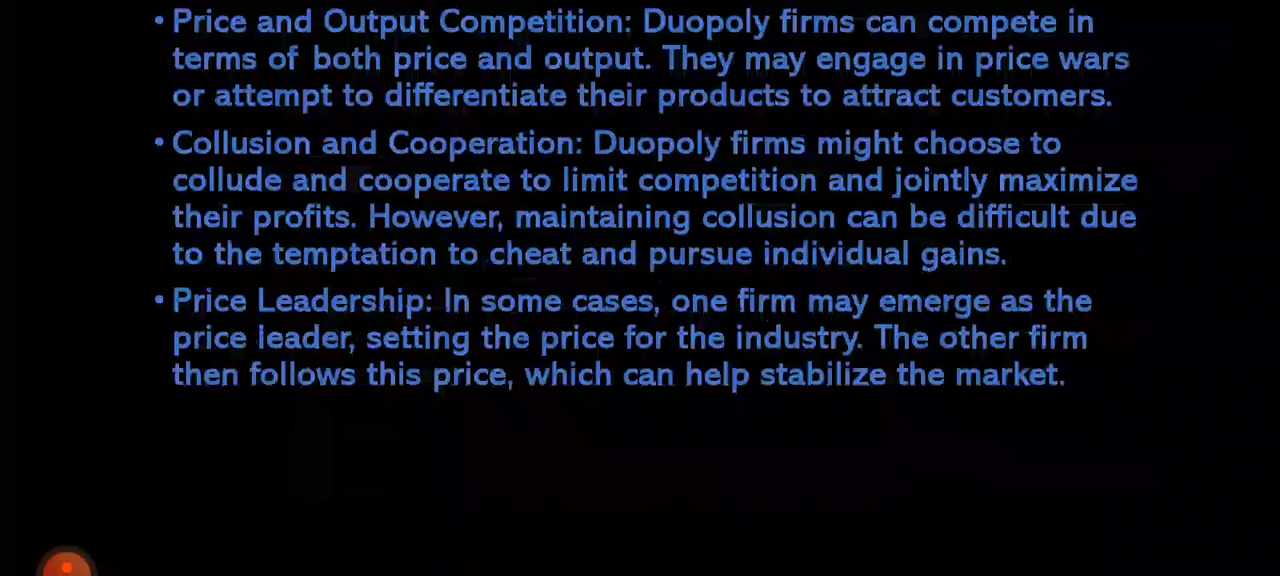 • Price and Output Competition: Duopoly firms can compete in
terms of both price and output. They may engage in price wars
or attempt to differentiate their products to attract customers.
• Collusion and Cooperation: Duopoly firms might choose to
collude and cooperate to limit competition and jointly maximize
their profits. However, maintaining collusion can be difficult due
to the temptation to cheat and pursue individual gains.
• Price Leadership: In some cases, one firm may emerge as the
price leader, setting the price for the industry. The other firm
then follows this price, which can help stabilize the market.